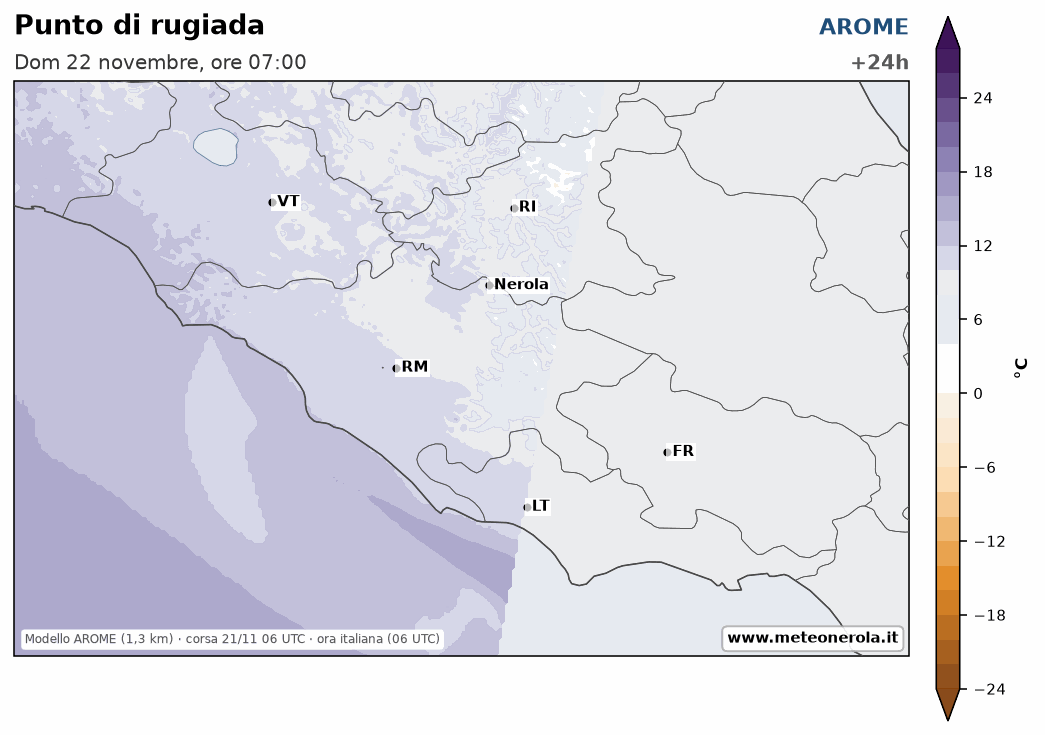 Punto di rugiada
AROME
Dom 22 novembre, ore 07:00
+24h
VT
RI
Nerola
RM
FR
LT
24
18
12
6
0
−6
−12
−18
−24
°C
Modello AROME (1,3 km) · corsa 21/11 06 UTC · ora italiana (06 UTC)
www.meteonerola.it